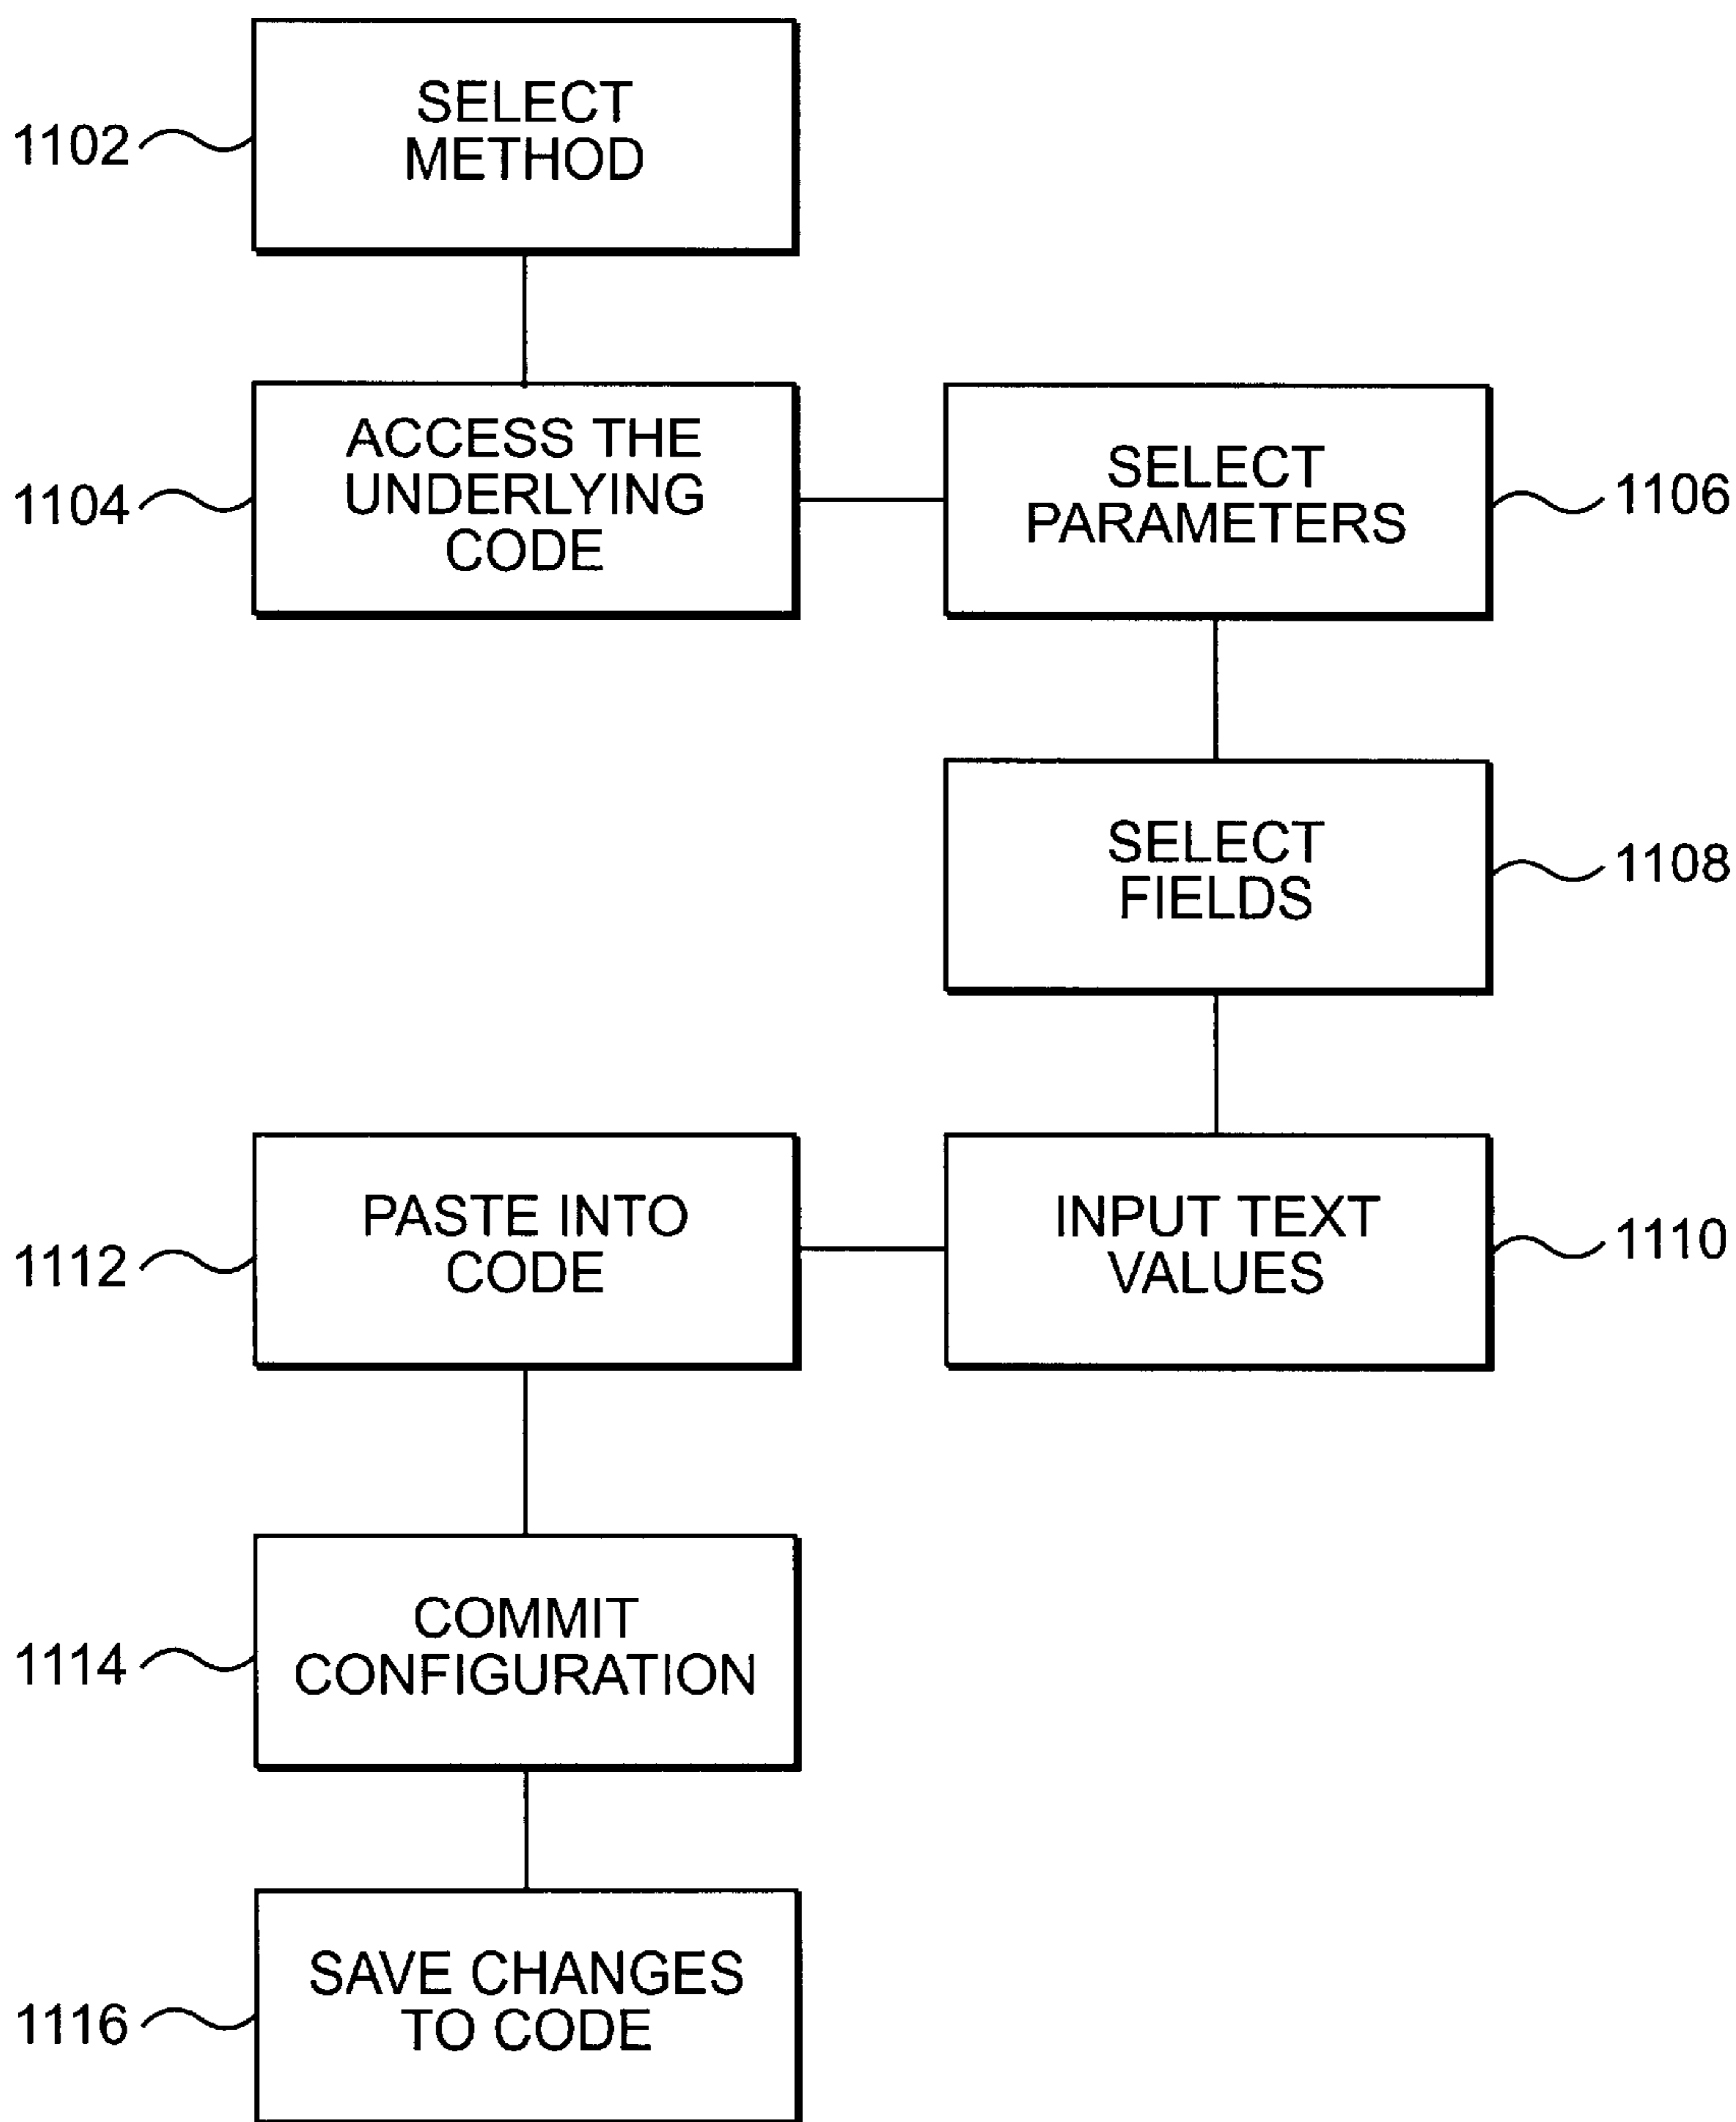 1102
SELECT
METHOD
1104
ACCESS THE
UNDERLYING
CODE
SELECT
PARAMETERS
1106
SELECT
FIELDS
1108
INPUT TEXT
VALUES
1110
1112
PASTE INTO
CODE
1114
COMMIT
CONFIGURATION
1116
SAVE CHANGES
TO CODE